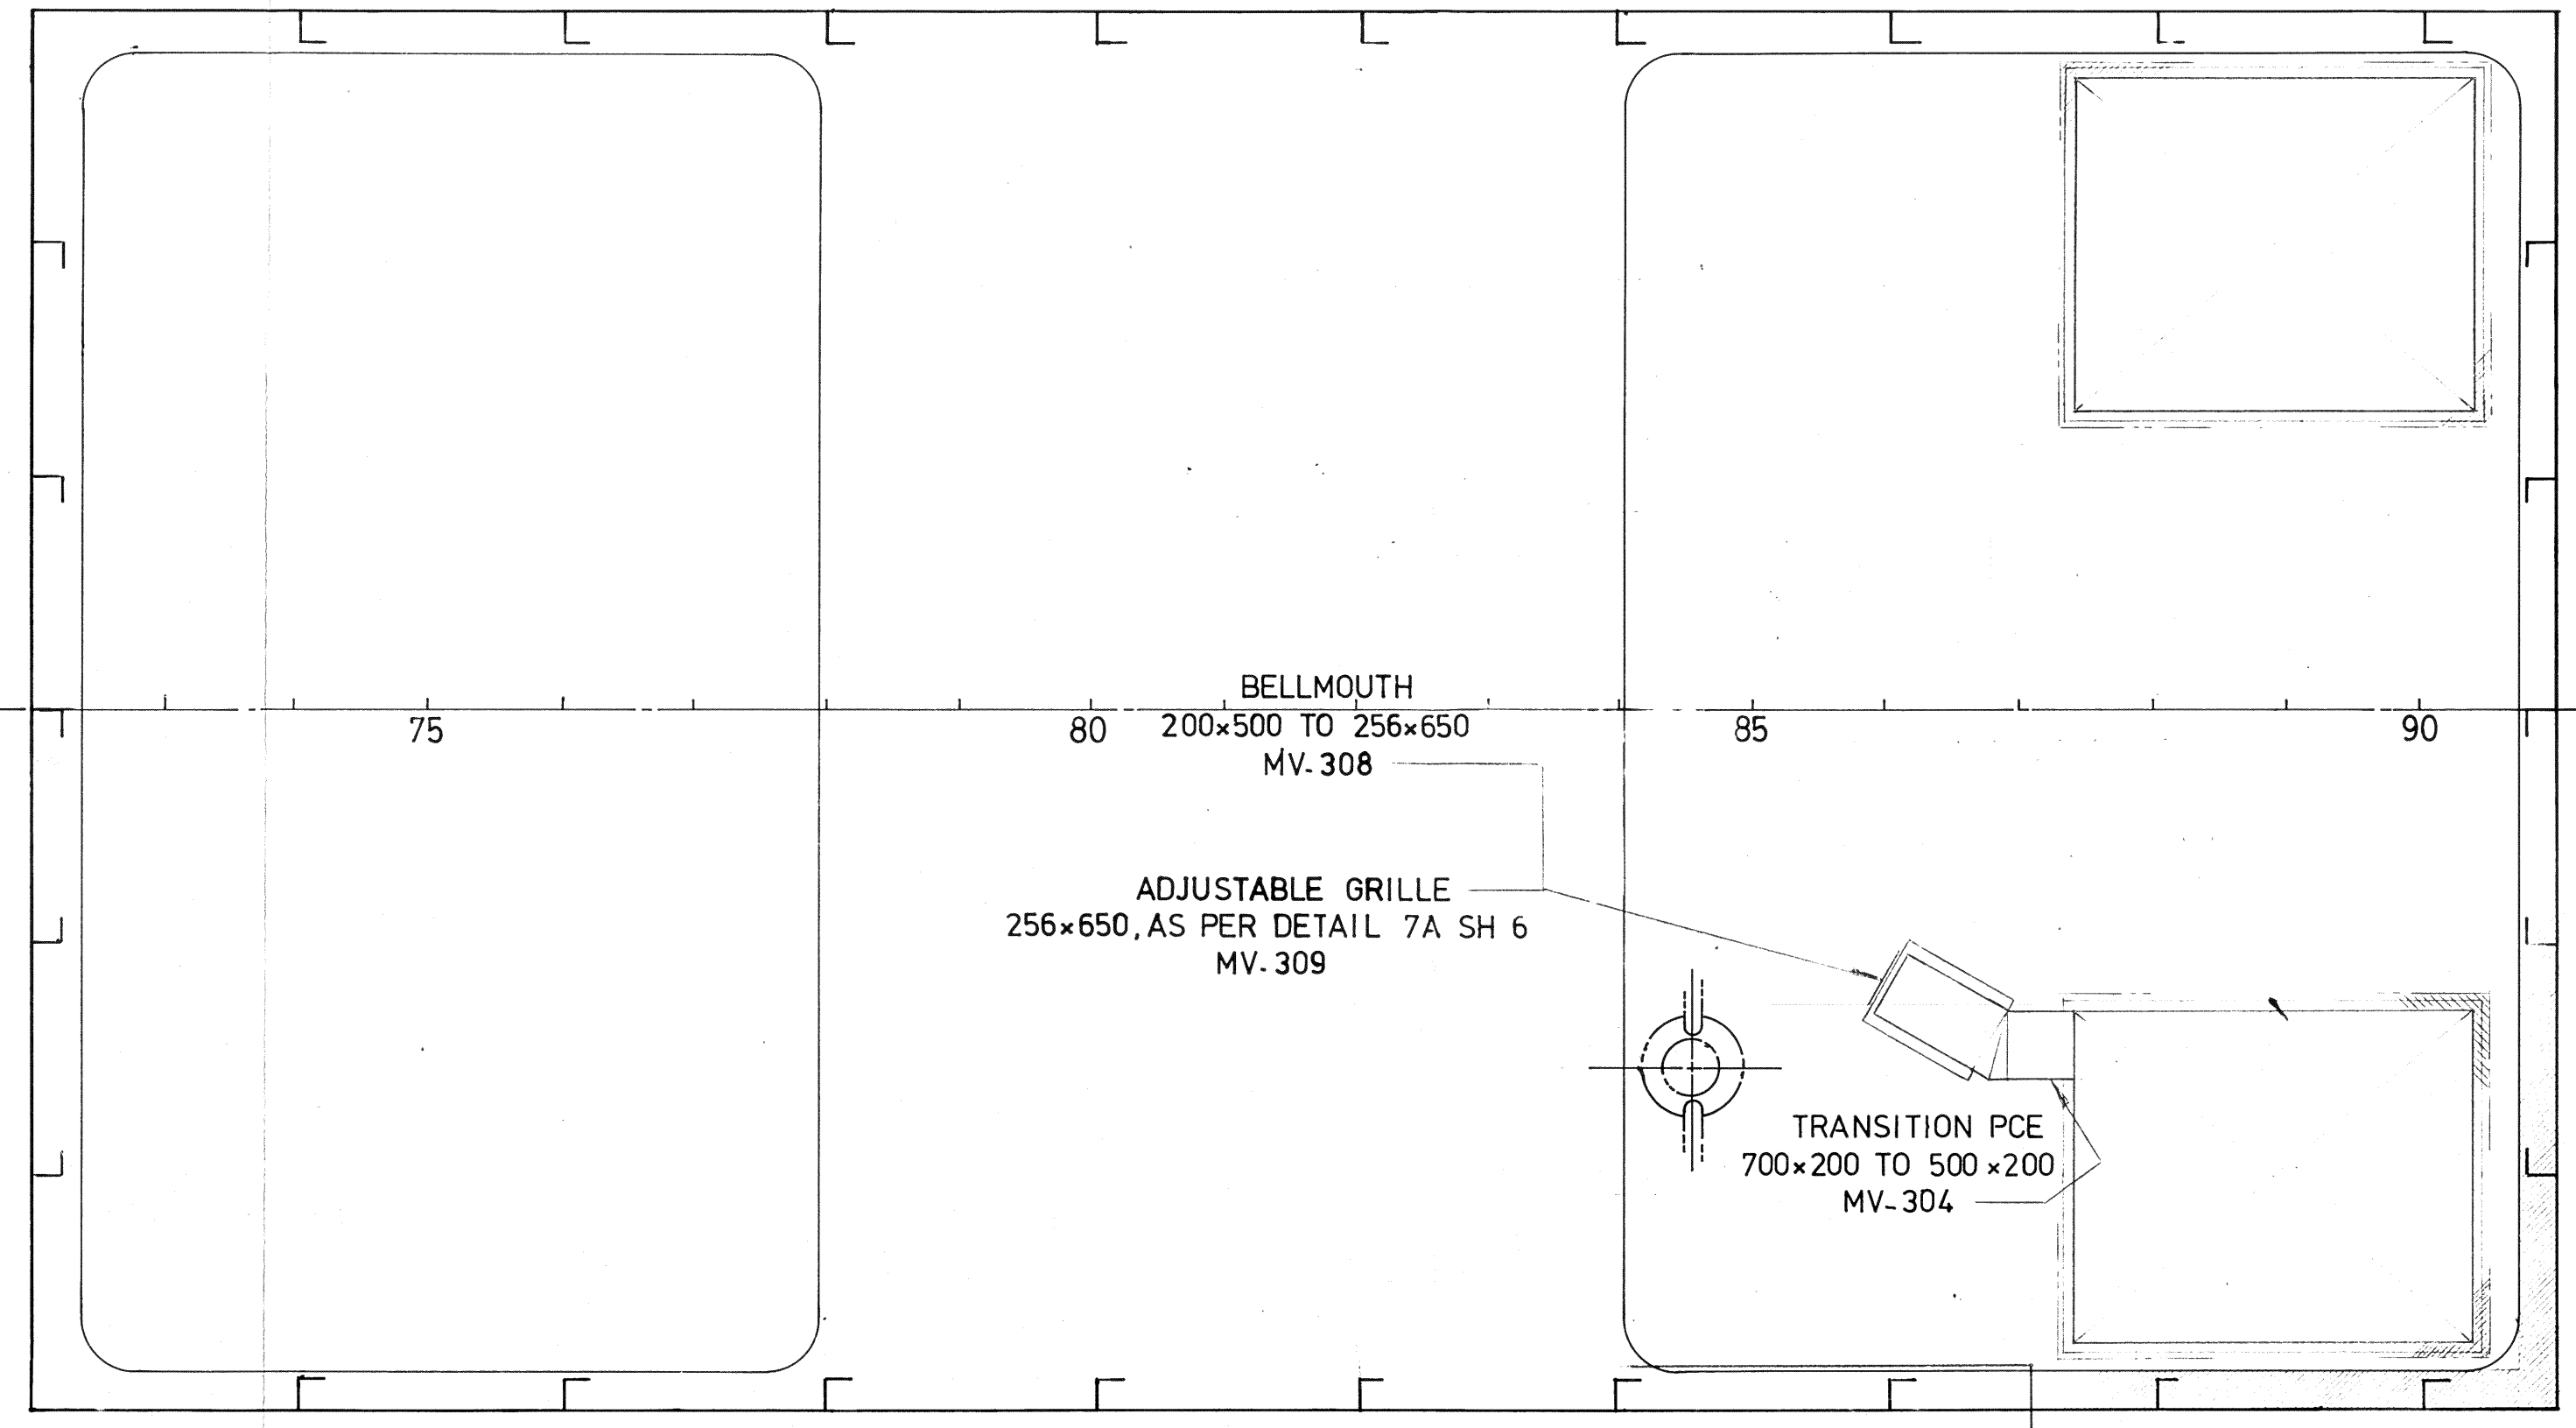 BELLMOUTH
200×500 TO 256×650
MV-308
75
80
85
90
ADJUSTABLE GRILLE
256×650, AS PER DETAIL 7A SH 6
MV-309
TRANSITION PCE
700×200 TO 500×200
MV-304